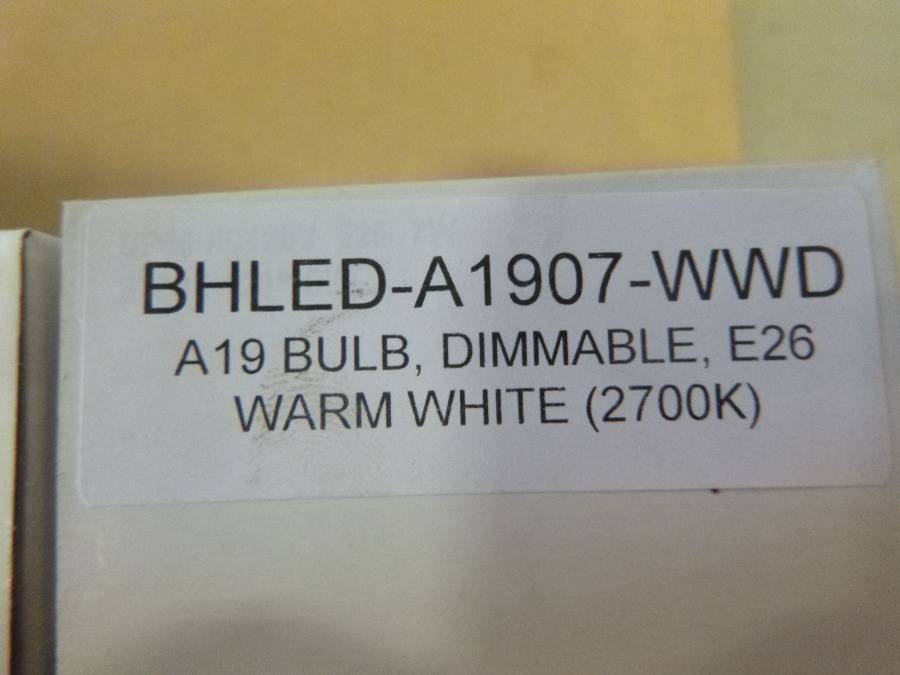 BHLED-A1907-WWD
A19 BULB, DIMMABLE, E26
WARM WHITE (2700K)